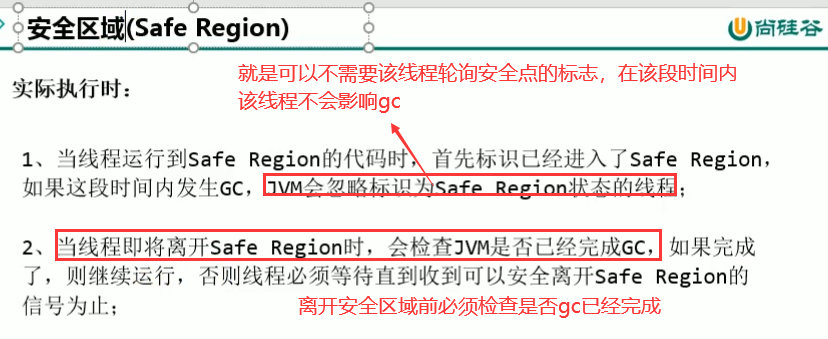 安全区域(Safe Region)
尚硅谷
就是可以不需要该线程轮询安全点的标志，在该段时间内
该线程不会影响gc
实际执行时：
1、当线程运行到Safe Region的代码时，首先标识已经进入了Safe Region，
如果这段时间内发生GC，JVM会忽略标识为Safe Region状态的线程；
2、当线程即将离开Safe Region时，会检查JVM是否已经完成GC，如果完成
了，则继续运行，否则线程必须等待直到收到可以安全离开Safe Region的
信号为止；
离开安全区域前必须检查是否gc已经完成